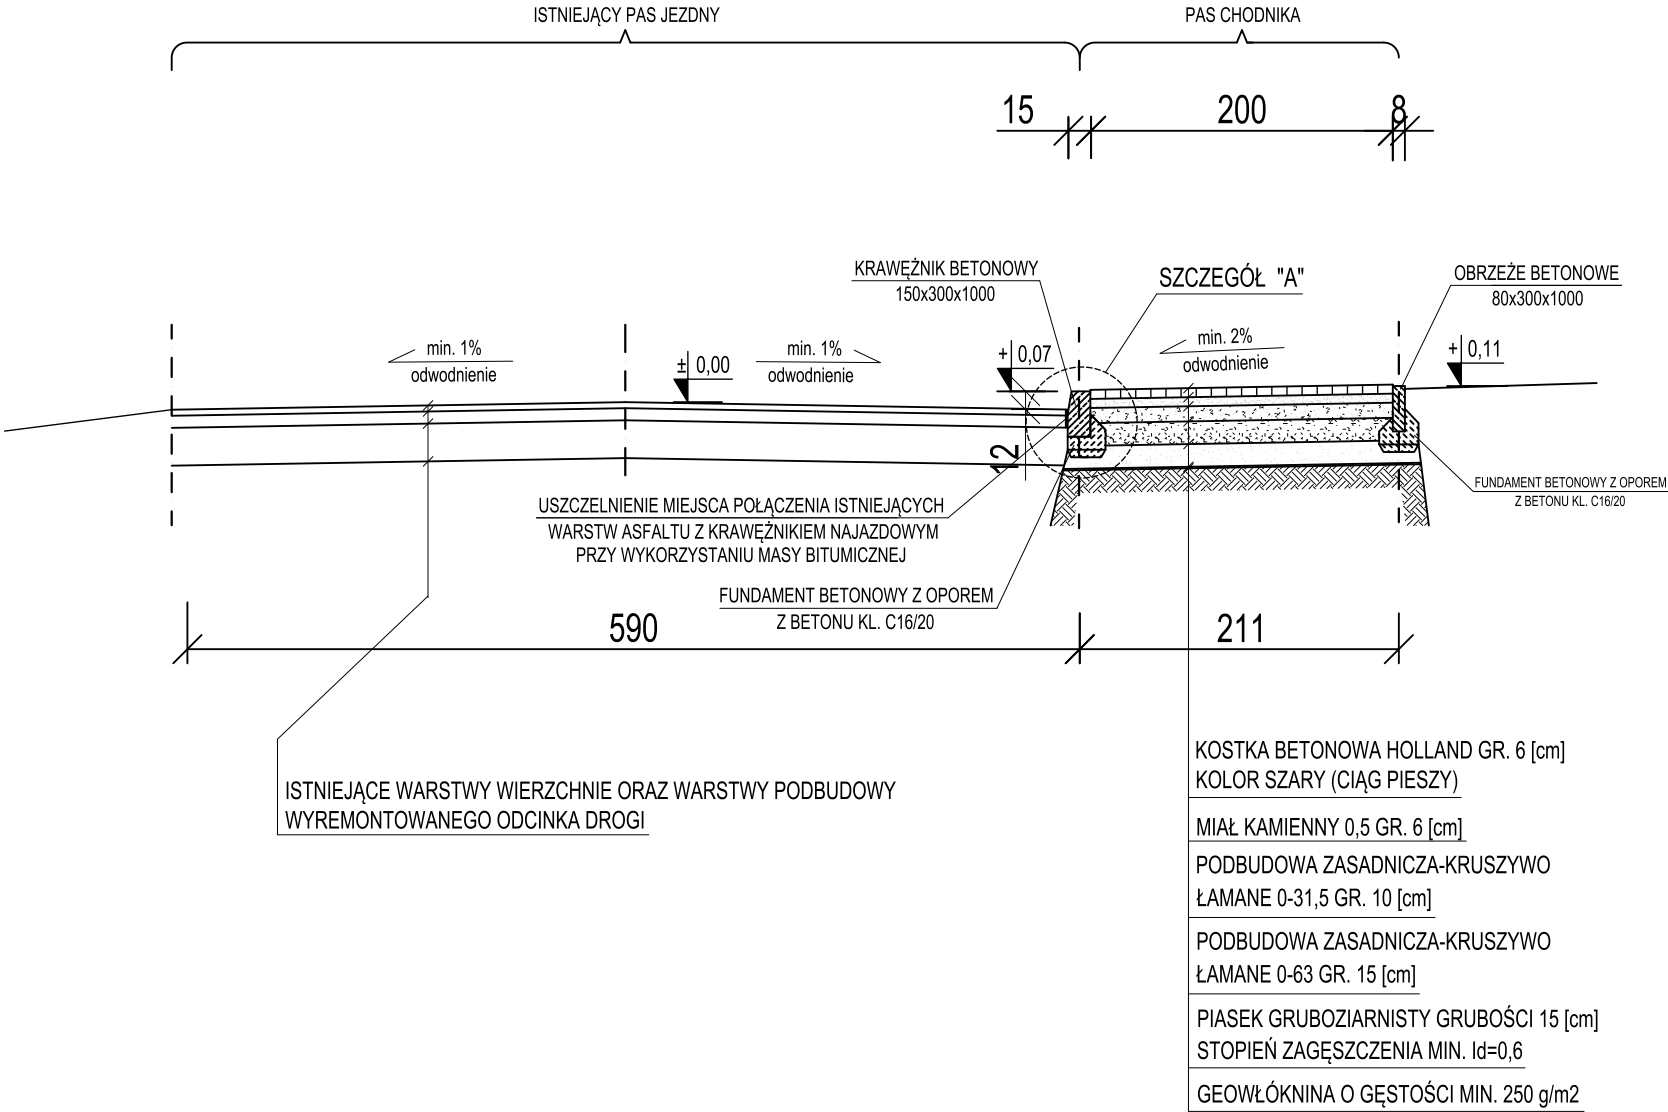 ISTNIEJĄCY PAS JEZDNY
PAS CHODNIKA
15
200
8
KRAWĘŻNIK BETONOWY
150x300x1000
SZCZEGÓŁ "A"
OBRZEŻE BETONOWE
80x300x1000
min. 1%
odwodnienie
± 0,00
min. 1%
odwodnienie
+ 0,07
min. 2%
odwodnienie
+ 0,11
12
USZCZELNIENIE MIEJSCA POŁĄCZENIA ISTNIEJĄCYCH
WARSTW ASFALTU Z KRAWĘŻNIKIEM NAJAZDOWYM
PRZY WYKORZYSTANIU MASY BITUMICZNEJ
FUNDAMENT BETONOWY Z OPOREM
Z BETONU KL. C16/20
FUNDAMENT BETONOWY Z OPOREM
Z BETONU KL. C16/20
590
211
ISTNIEJĄCE WARSTWY WIERZCHNIE ORAZ WARSTWY PODBUDOWY
WYREMONTOWANEGO ODCINKA DROGI
KOSTKA BETONOWA HOLLAND GR. 6 [cm]
KOLOR SZARY (CIĄG PIESZY)
MIAŁ KAMIENNY 0,5 GR. 6 [cm]
PODBUDOWA ZASADNICZA-KRUSZYWO
ŁAMANE 0-31,5 GR. 10 [cm]
PODBUDOWA ZASADNICZA-KRUSZYWO
ŁAMANE 0-63 GR. 15 [cm]
PIASEK GRUBOZIARNISTY GRUBOŚCI 15 [cm]
STOPIEŃ ZAGĘSZCZENIA MIN. Id=0,6
GEOWŁÓKNINA O GĘSTOŚCI MIN. 250 g/m2